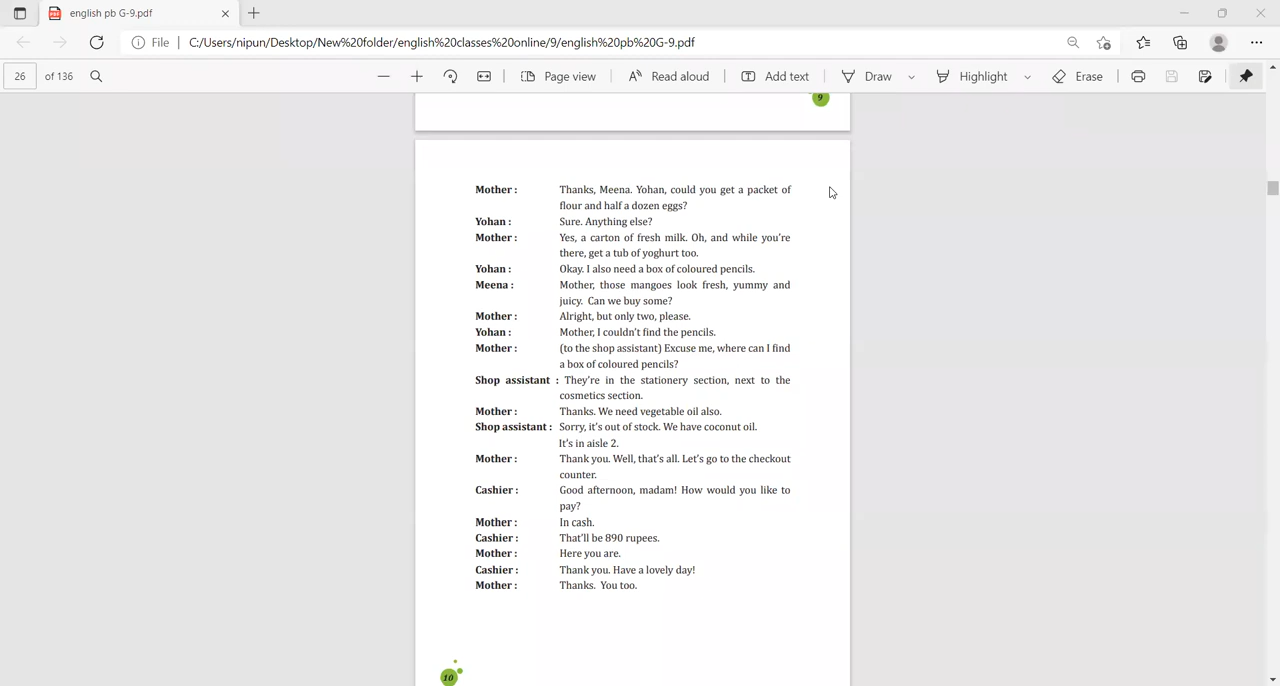 english pb G-9.pdf
File C:/Users/nipun/Desktop/New%20folder/english%20classes%20online/9/english%20pb%20G-9.pdf
26 of 136 Page view Read aloud Add text Draw Highlight Erase
9
Mother : Thanks, Meena. Yohan, could you get a packet of
flour and half a dozen eggs?
Yohan : Sure. Anything else?
Mother : Yes, a carton of fresh milk. Oh, and while you're
there, get a tub of yoghurt too.
Yohan : Okay. I also need a box of coloured pencils.
Meena : Mother, those mangoes look fresh, yummy and
juicy. Can we buy some?
Mother : Alright, but only two, please.
Yohan : Mother, I couldn't find the pencils.
Mother : (to the shop assistant) Excuse me, where can I find
a box of coloured pencils?
Shop assistant : They're in the stationery section, next to the
cosmetics section.
Mother : Thanks. We need vegetable oil also.
Shop assistant : Sorry, it's out of stock. We have coconut oil.
It's in aisle 2.
Mother : Thank you. Well, that's all. Let's go to the checkout
counter.
Cashier : Good afternoon, madam! How would you like to
pay?
Mother : In cash.
Cashier : That'll be 890 rupees.
Mother : Here you are.
Cashier : Thank you. Have a lovely day!
Mother : Thanks. You too.
10